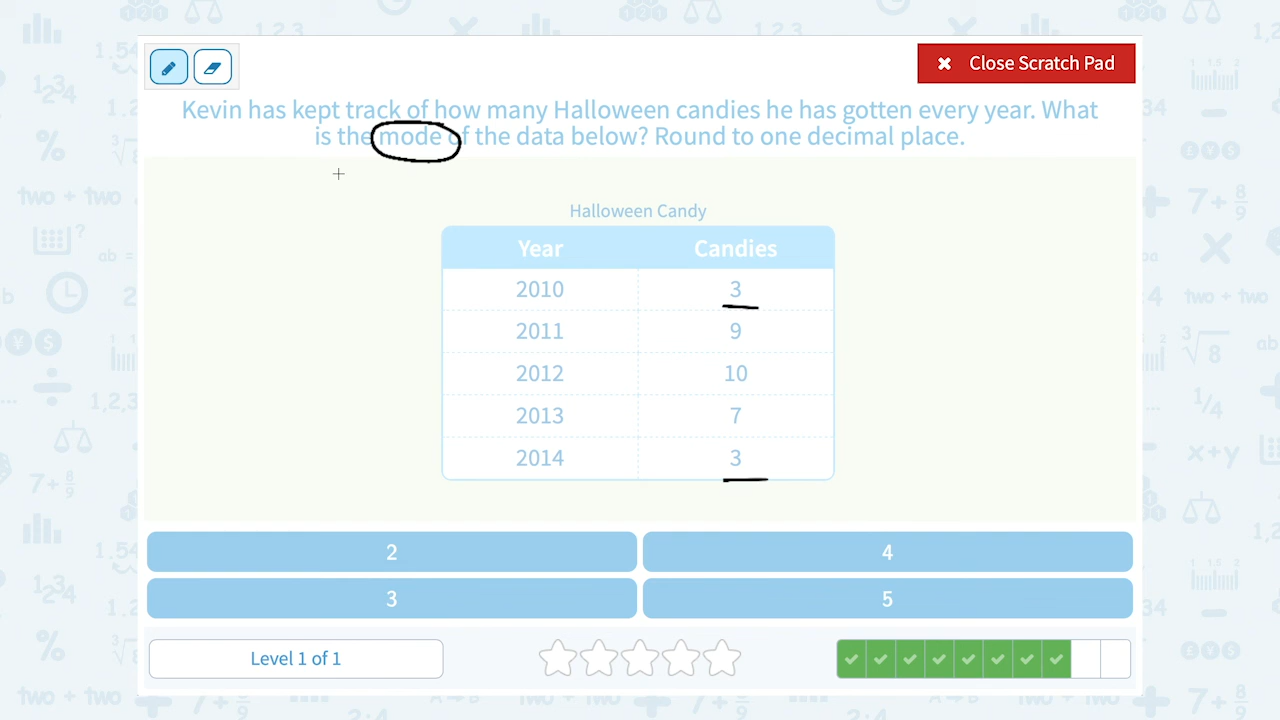 Close Scratch Pad
Kevin has kept track of how many Halloween candies he has gotten every year. What
is the mode of the data below? Round to one decimal place.
Halloween Candy
Year Candies
2010 3
2011 9
2012 10
2013 7
2014 3
2 4
3 5
Level 1 of 1